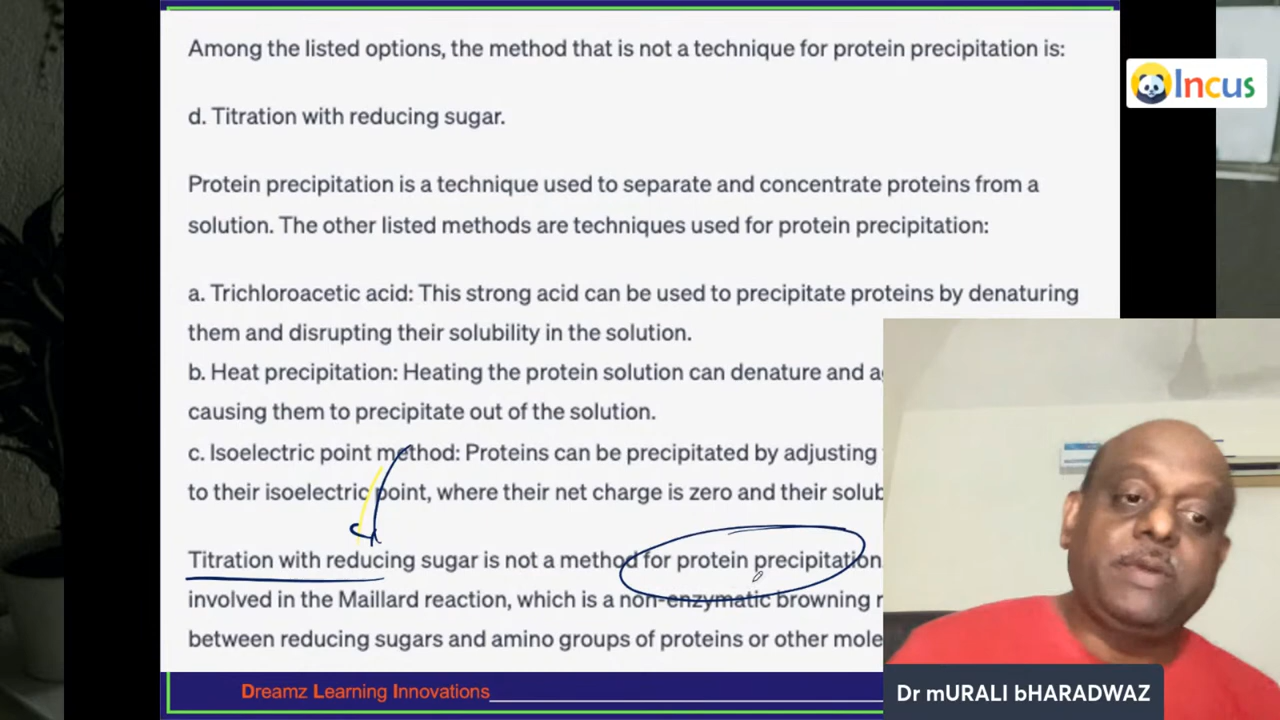 Among the listed options, the method that is not a technique for protein precipitation is:
Incus
d. Titration with reducing sugar.
Protein precipitation is a technique used to separate and concentrate proteins from a
solution. The other listed methods are techniques used for protein precipitation:
a. Trichloroacetic acid: This strong acid can be used to precipitate proteins by denaturing
them and disrupting their solubility in the solution.
b. Heat precipitation: Heating the protein solution can denature and
causing them to precipitate out of the solution.
c. Isoelectric point method: Proteins can be precipitated by adjusting
to their isoelectric point, where their net charge is zero and their
Titration with reducing sugar is not a method for protein precipitation
involved in the Maillard reaction, which is a non-enzymatic browning
between reducing sugars and amino groups of proteins or other
Dreamz Learning Innovations
Dr mURALI bHARADWAZ